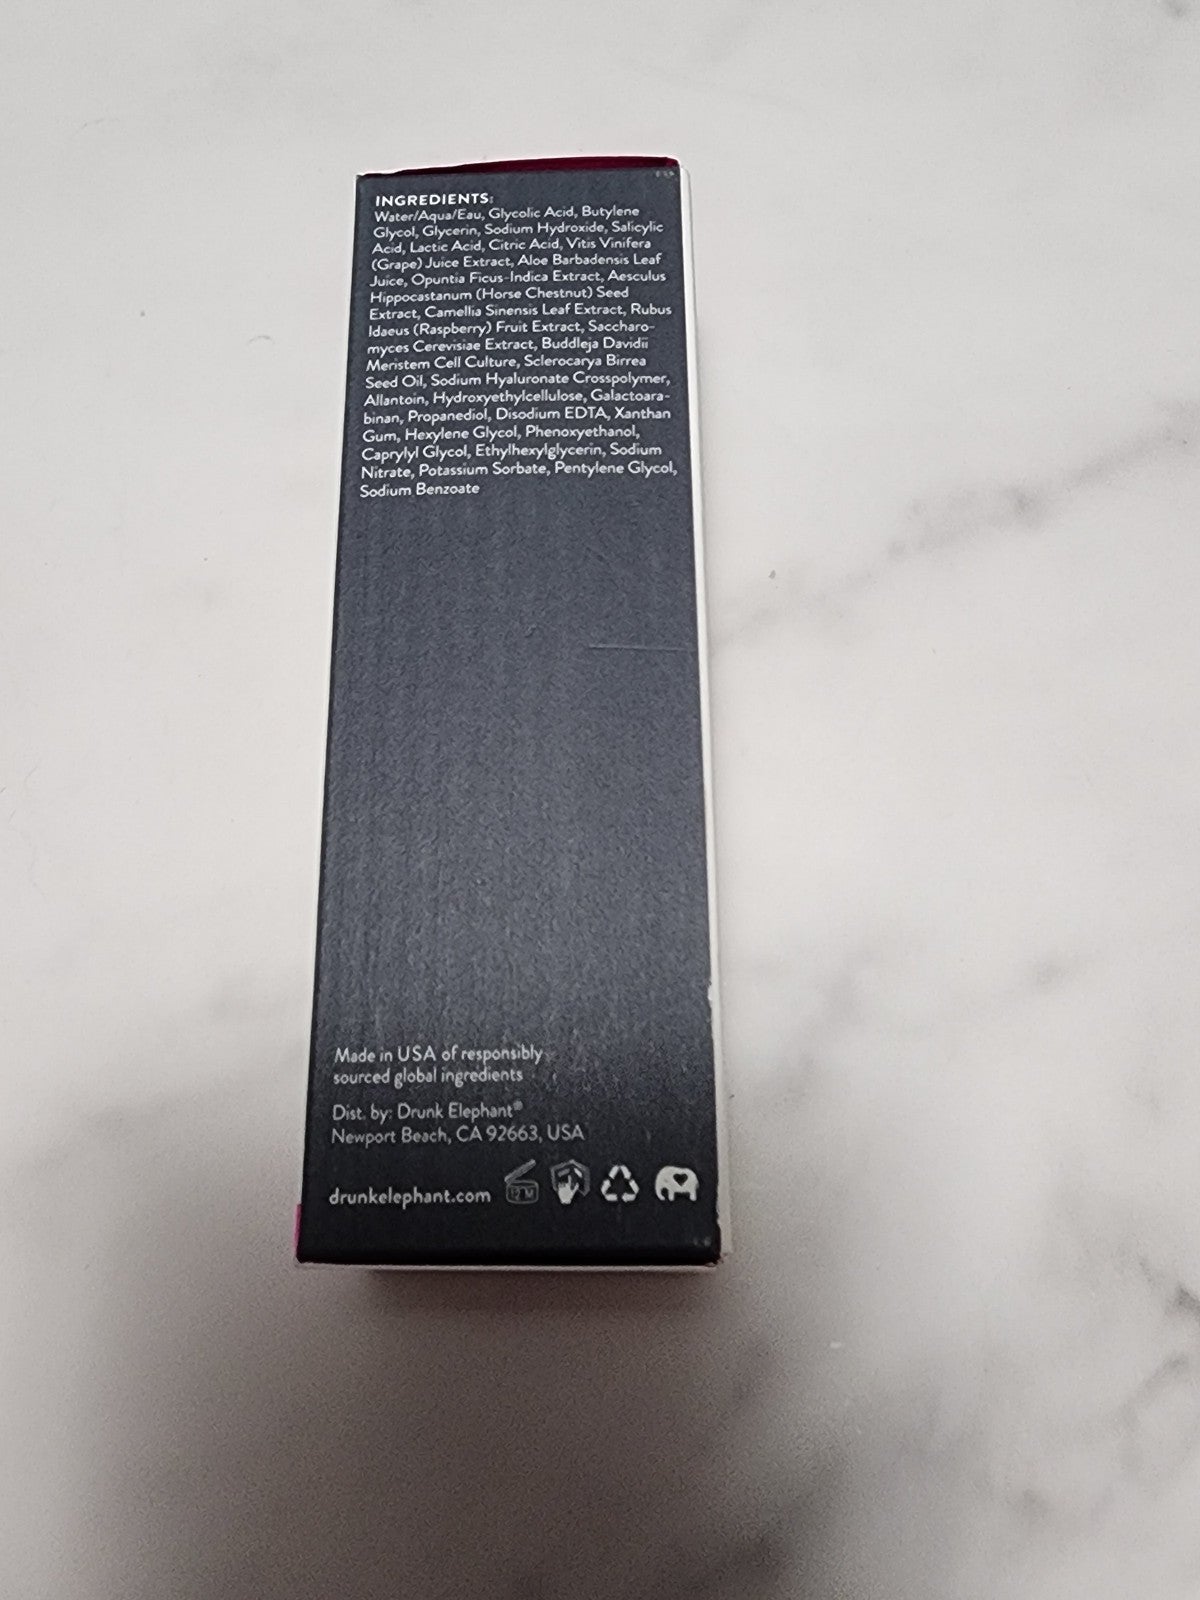 INGREDIENTS:
Water/Aqua/Eau, Glycolic Acid, Butylene
Glycol, Glycerin, Sodium Hydroxide, Salicylic
Acid, Lactic Acid, Citric Acid, Vitis Vinifera
(Grape) Juice Extract, Aloe Barbadensis Leaf
Juice, Opuntia Ficus-Indica Extract, Aesculus
Hippocastanum (Horse Chestnut) Seed
Extract, Camellia Sinensis Leaf Extract, Rubus
Idaeus (Raspberry) Fruit Extract, Saccharo-
myces Cerevisiae Extract, Buddleja Davidii
Meristem Cell Culture, Sclerocarya Birrea
Seed Oil, Sodium Hyaluronate Crosspolymer,
Allantoin, Hydroxyethylcellulose, Galactoara-
binan, Propanediol, Disodium EDTA, Xanthan
Gum, Hexylene Glycol, Phenoxyethanol,
Caprylyl Glycol, Ethylhexylglycerin, Sodium
Nitrate, Potassium Sorbate, Pentylene Glycol,
Sodium Benzoate
Made in USA of responsibly
sourced global ingredients
Dist. by: Drunk Elephant®
Newport Beach, CA 92663, USA
drunkelephant.com
12 M